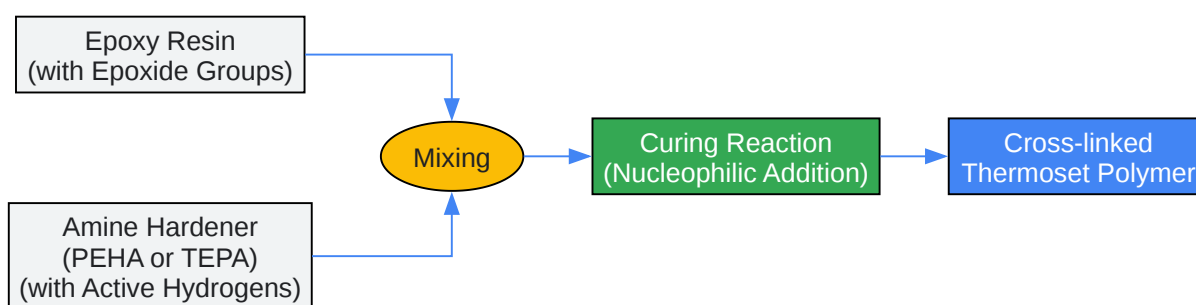 Epoxy Resin
(with Epoxide Groups)
Mixing
Curing Reaction
(Nucleophilic Addition)
Cross-linked
Thermoset Polymer
Amine Hardener
(PEHA or TEPA)
(with Active Hydrogens)